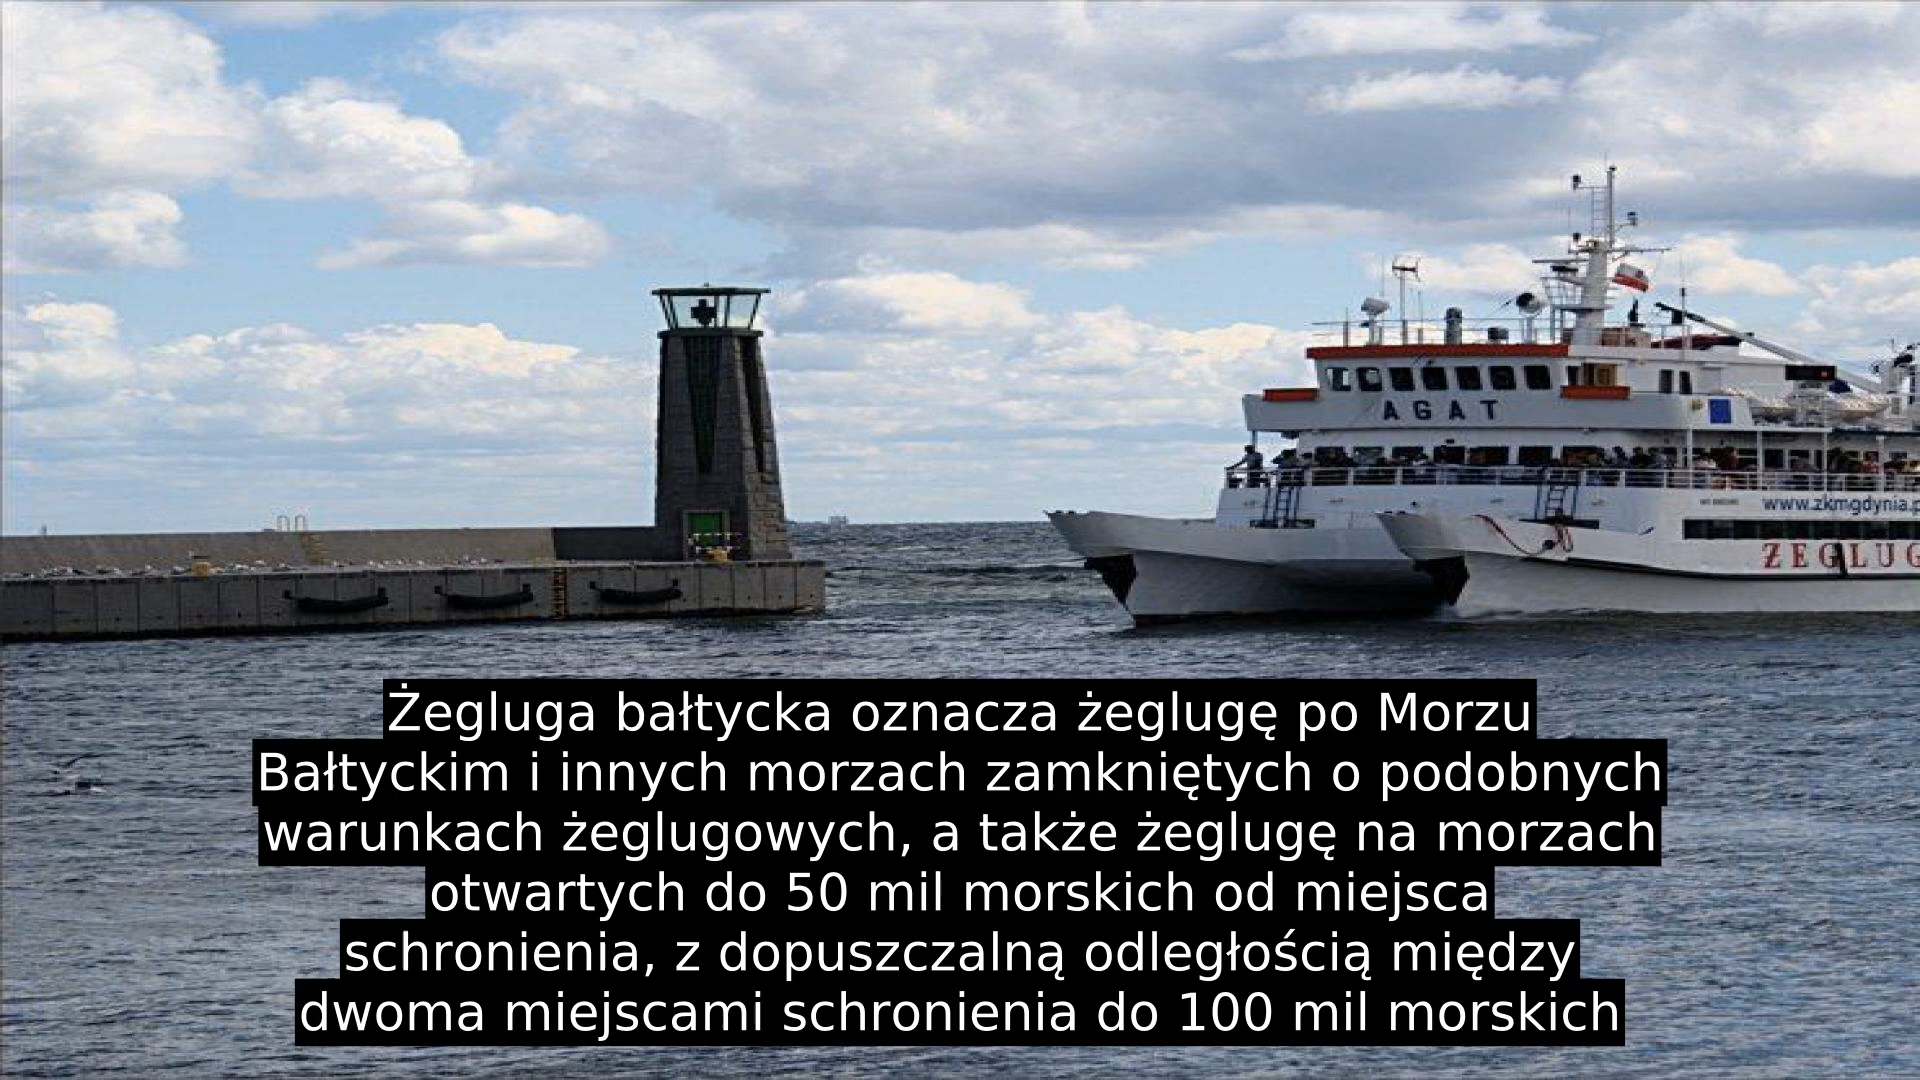 AGAT
www.zkmgdynia.p
ŻEGLUG
Żegluga bałtycka oznacza żeglugę po Morzu
Bałtyckim i innych morzach zamkniętych o podobnych
warunkach żeglugowych, a także żeglugę na morzach
otwartych do 50 mil morskich od miejsca
schronienia, z dopuszczalną odległością między
dwoma miejscami schronienia do 100 mil morskich